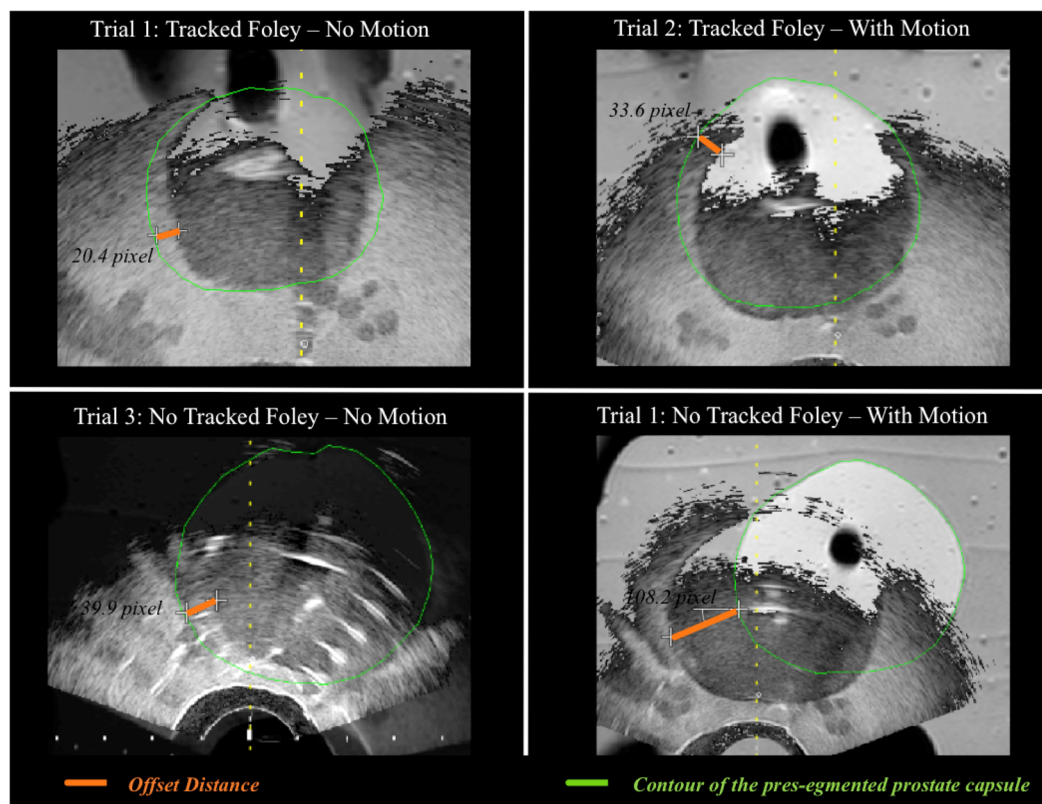 Trial 1: Tracked Foley – No Motion
20.4 pixel
Trial 2: Tracked Foley – With Motion
33.6 pixel
Trial 3: No Tracked Foley – No Motion
39.9 pixel
Trial 1: No Tracked Foley – With Motion
108.2 pixel
Offset Distance
Contour of the pres-egmented prostate capsule